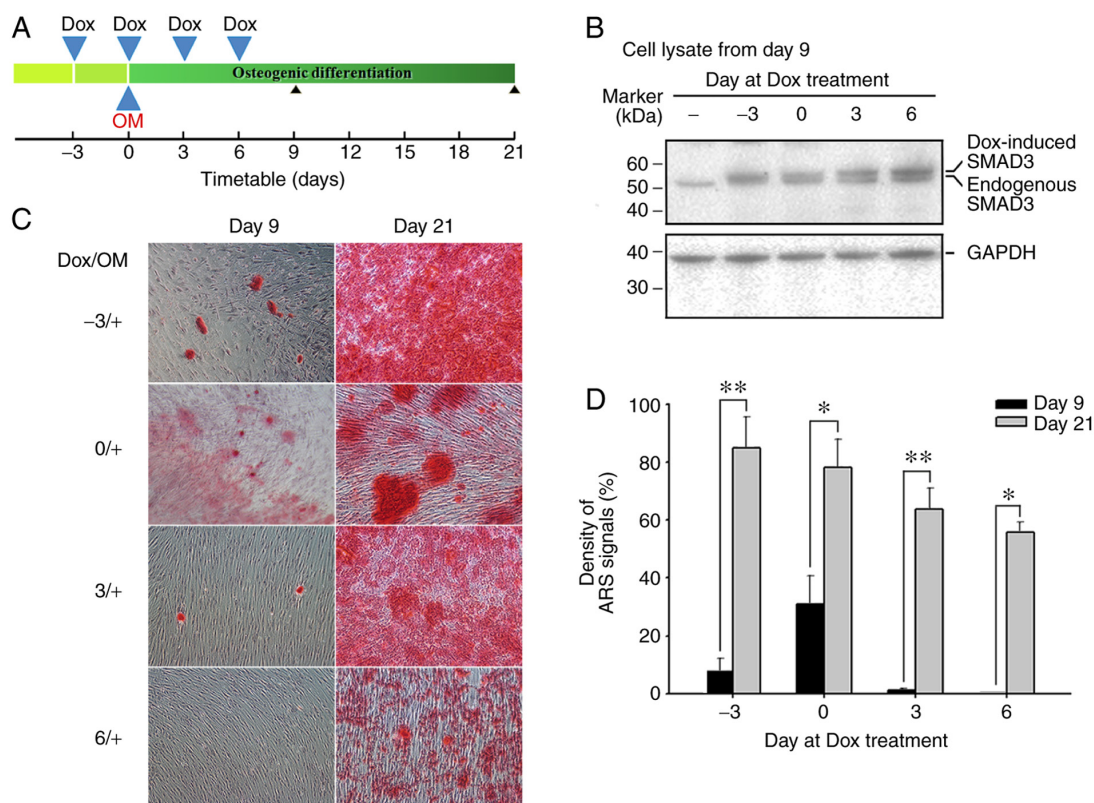 A
Dox Dox Dox Dox
Osteogenic differentiation
OM
−3 0 3 6 9 12 15 18 21
Timetable (days)
B
Cell lysate from day 9
Day at Dox treatment
Marker
(kDa)
− −3 0 3 6
60
50
40
Dox-induced
SMAD3
Endogenous
SMAD3
40
30
GAPDH
C
Day 9 Day 21
Dox/OM
−3/+
0/+
3/+
6/+
D
** * ** *
Day 9
Day 21
100
80
60
40
20
0
Density of
ARS signals (%)
−3 0 3 6
Day at Dox treatment